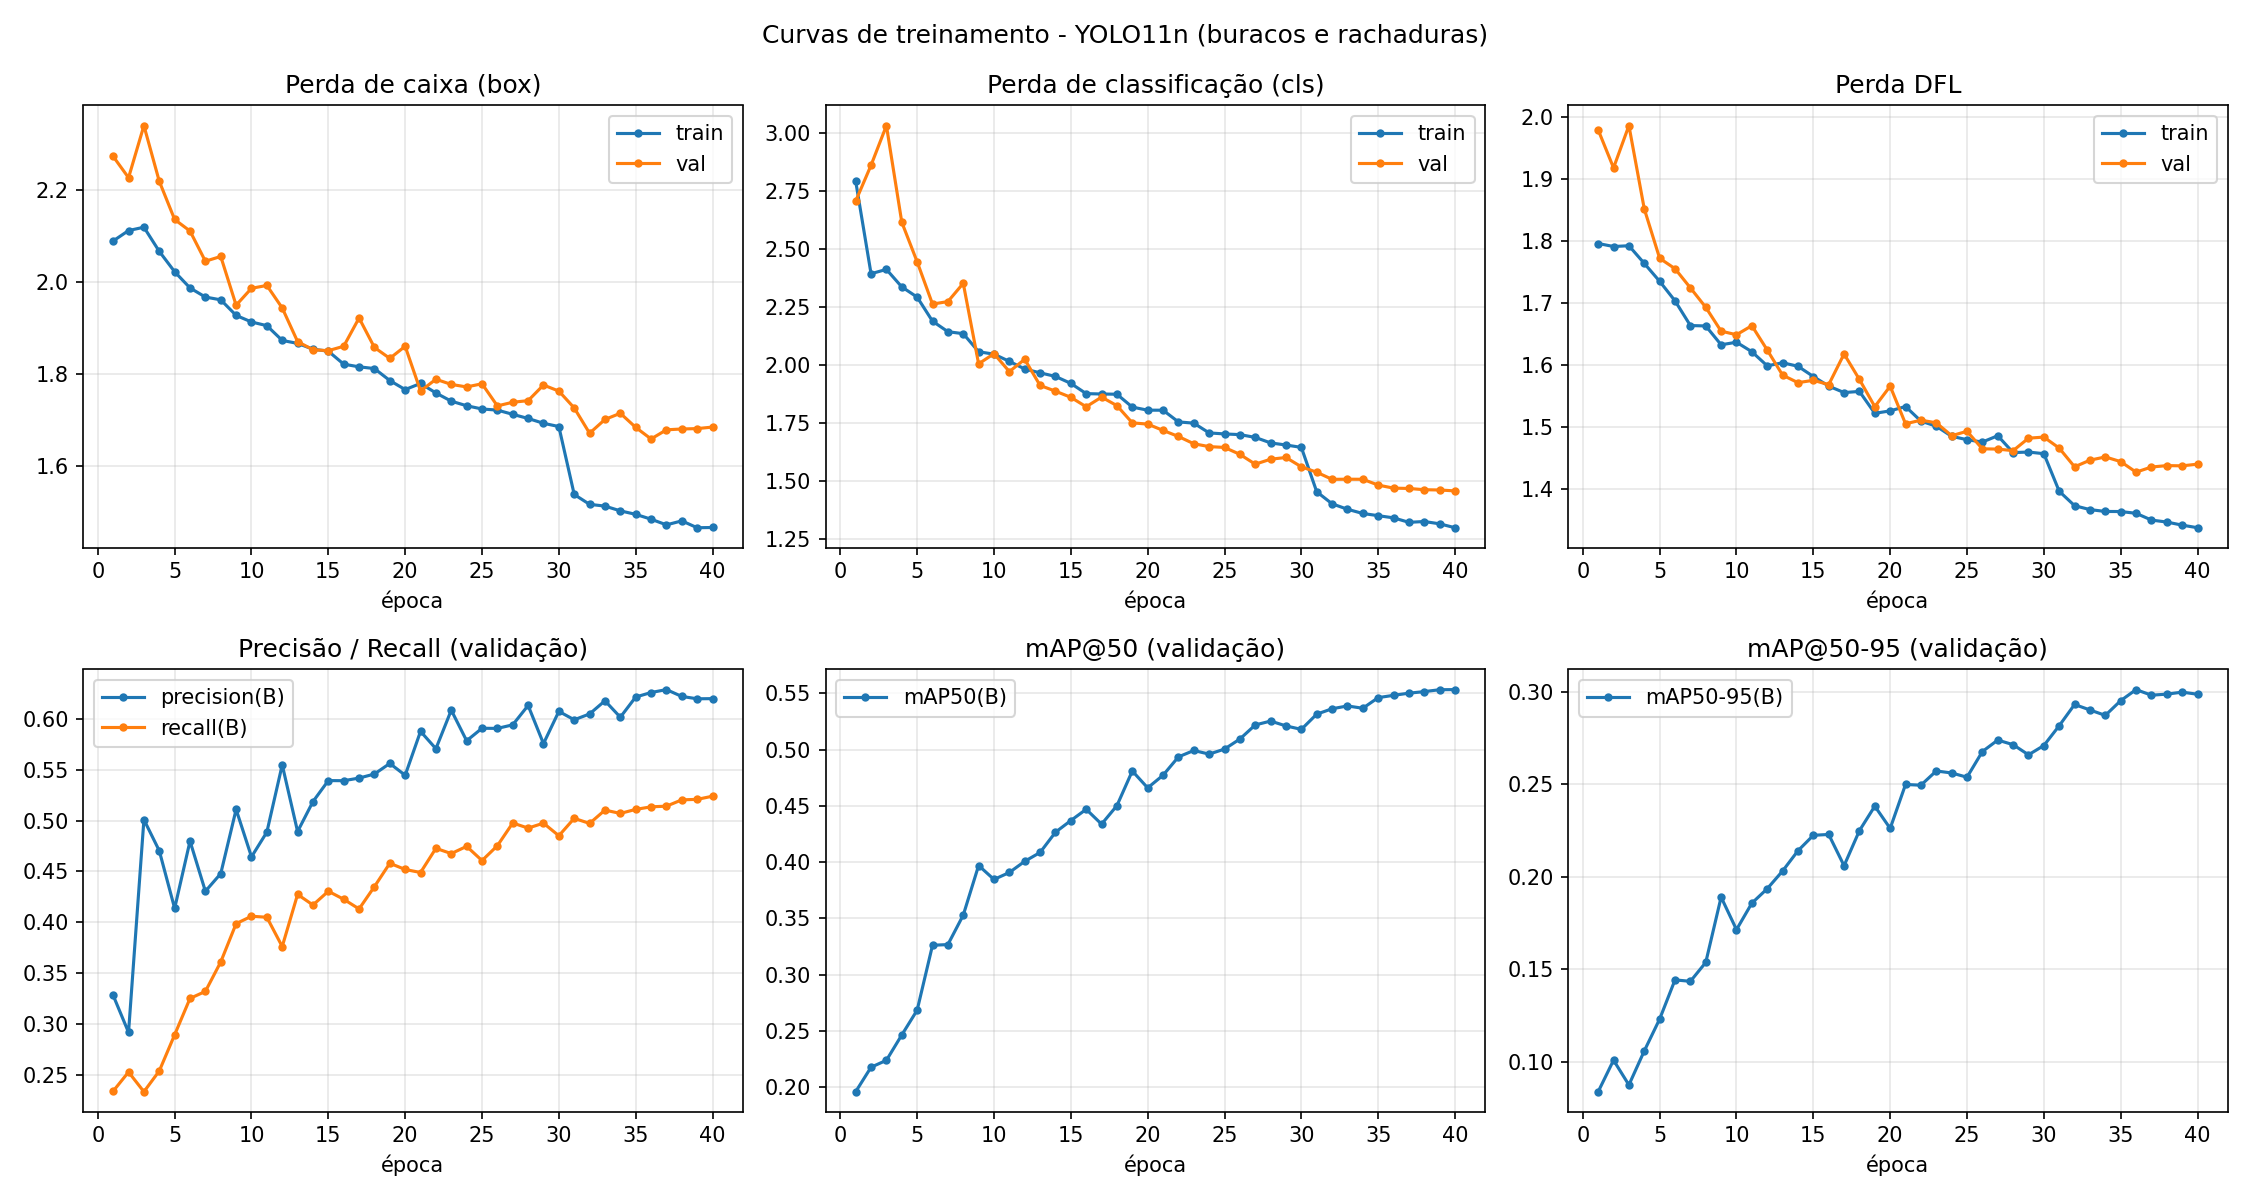 Curvas de treinamento - YOLO11n (buracos e rachaduras)
Perda de caixa (box)
train
val
2.2
2.0
1.8
1.6
0 5 10 15 20 25 30 35 40
época
Perda de classificação (cls)
train
val
3.00
2.75
2.50
2.25
2.00
1.75
1.50
1.25
0 5 10 15 20 25 30 35 40
época
Perda DFL
train
val
2.0
1.9
1.8
1.7
1.6
1.5
1.4
0 5 10 15 20 25 30 35 40
época
Precisão / Recall (validação)
precision(B)
recall(B)
0.60
0.55
0.50
0.45
0.40
0.35
0.30
0.25
0 5 10 15 20 25 30 35 40
época
mAP@50 (validação)
mAP50(B)
0.55
0.50
0.45
0.40
0.35
0.30
0.25
0.20
0 5 10 15 20 25 30 35 40
época
mAP@50-95 (validação)
mAP50-95(B)
0.30
0.25
0.20
0.15
0.10
0 5 10 15 20 25 30 35 40
época